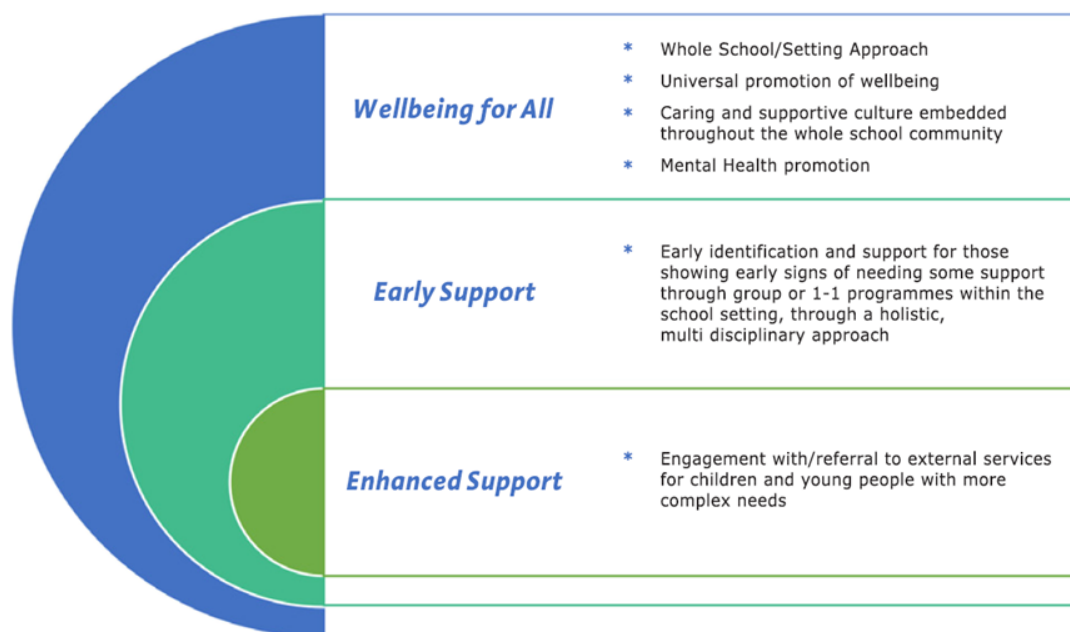 Wellbeing for All
* Whole School/Setting Approach
* Universal promotion of wellbeing
* Caring and supportive culture embedded
throughout the whole school community
* Mental Health promotion
Early Support
* Early identification and support for those
showing early signs of needing some support
through group or 1-1 programmes within the
school setting, through a holistic,
multi disciplinary approach
Enhanced Support
* Engagement with/referral to external services
for children and young people with more
complex needs